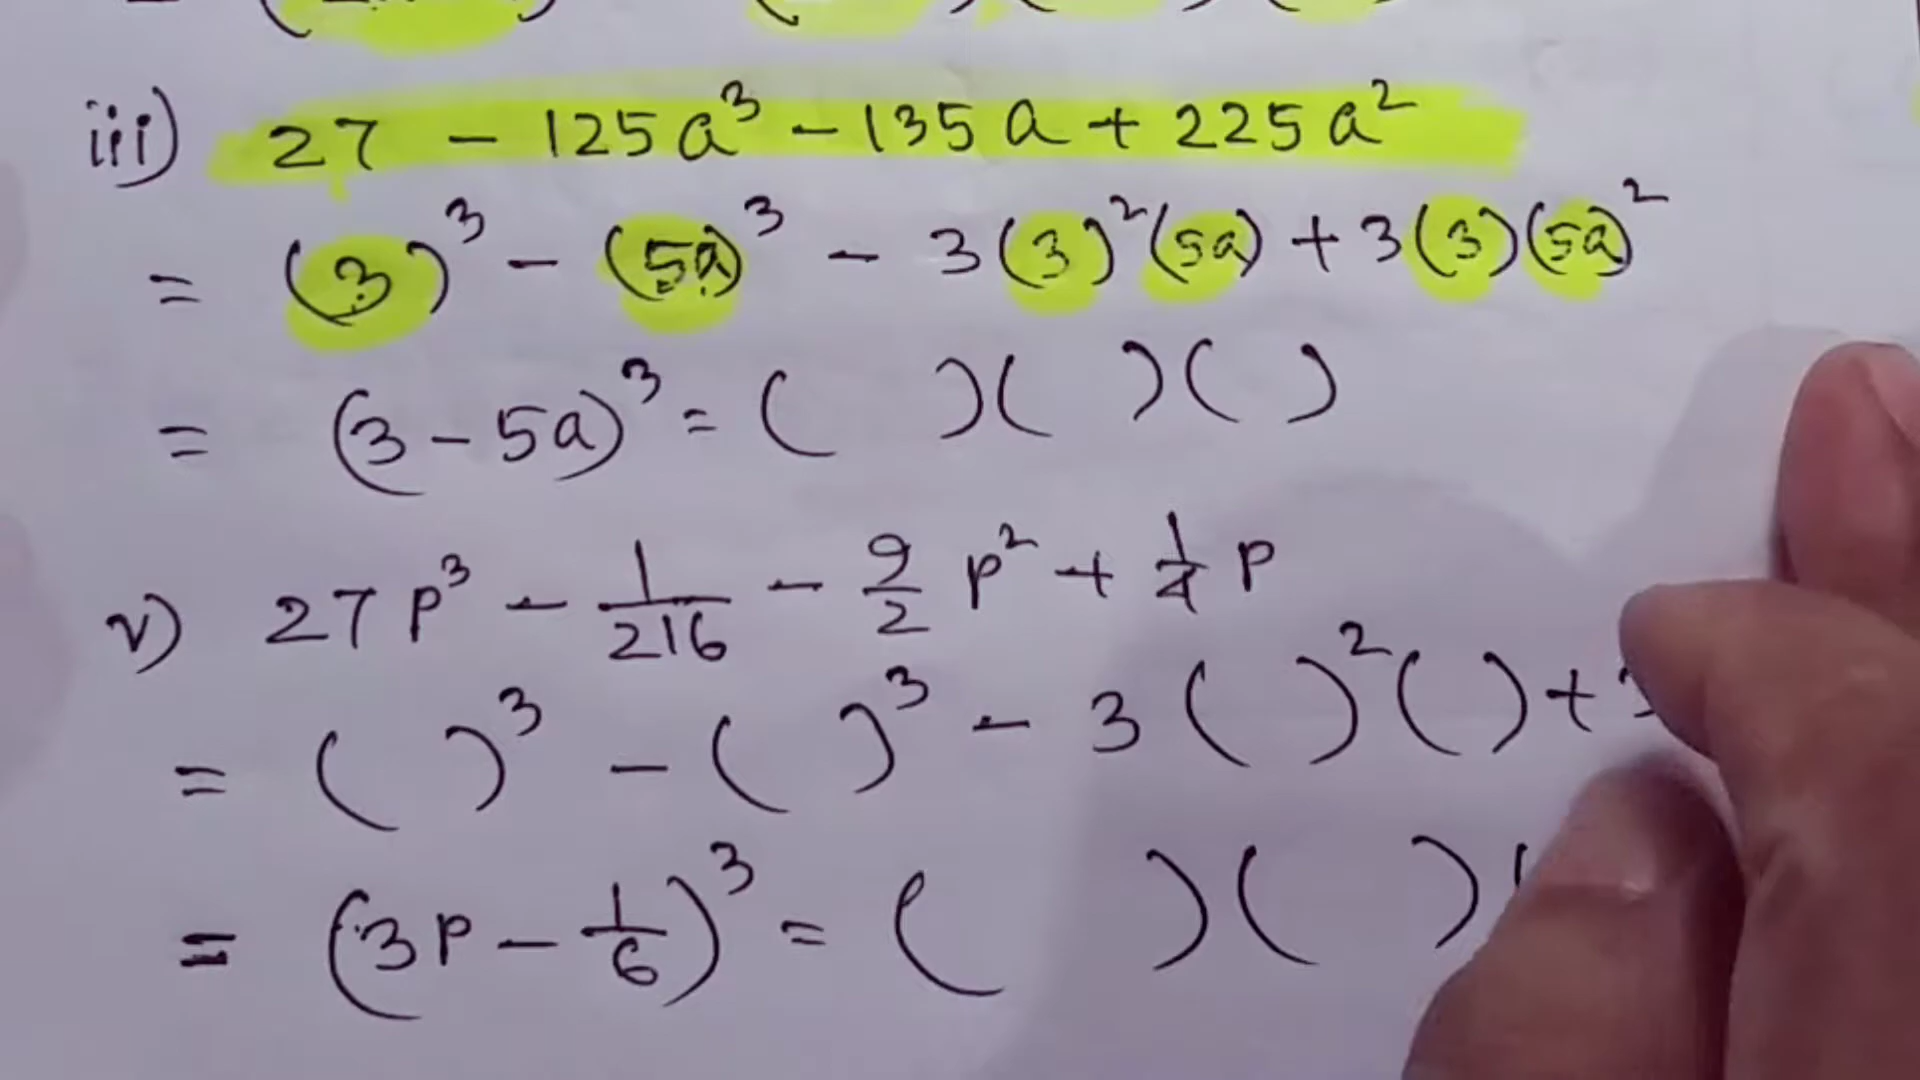 iii) 27 - 125a³ - 135a + 225a²
= (3)³ - (5a)³ - 3(3)²(5a) + 3(3)(5a)²
= (3 - 5a)³ = ( )( )( )
v) 27p³ - 1/216 - 9/2 p² + 1/4 p
= ( )³ - ( )³ - 3( )²( ) +
= (3p - 1/6)³ = ( )( )(